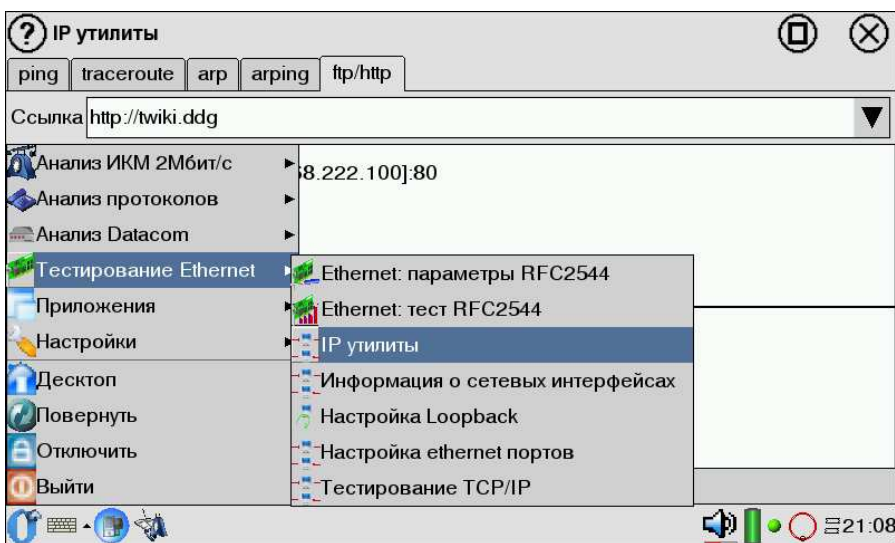 IP утилиты
ping traceroute arp arping ftp/http
Ссылка http://twiki.ddg
Анализ ИКМ 2Мбит/с
8.222.100]:80
Анализ протоколов
Анализ Datacom
Тестирование Ethernet
Приложения
Настройки
Десктоп
Повернуть
Отключить
Выйти
Ethernet: параметры RFC2544
Ethernet: тест RFC2544
IP утилиты
Информация о сетевых интерфейсах
Настройка Loopback
Настройка ethernet портов
Тестирование TCP/IP
21:08